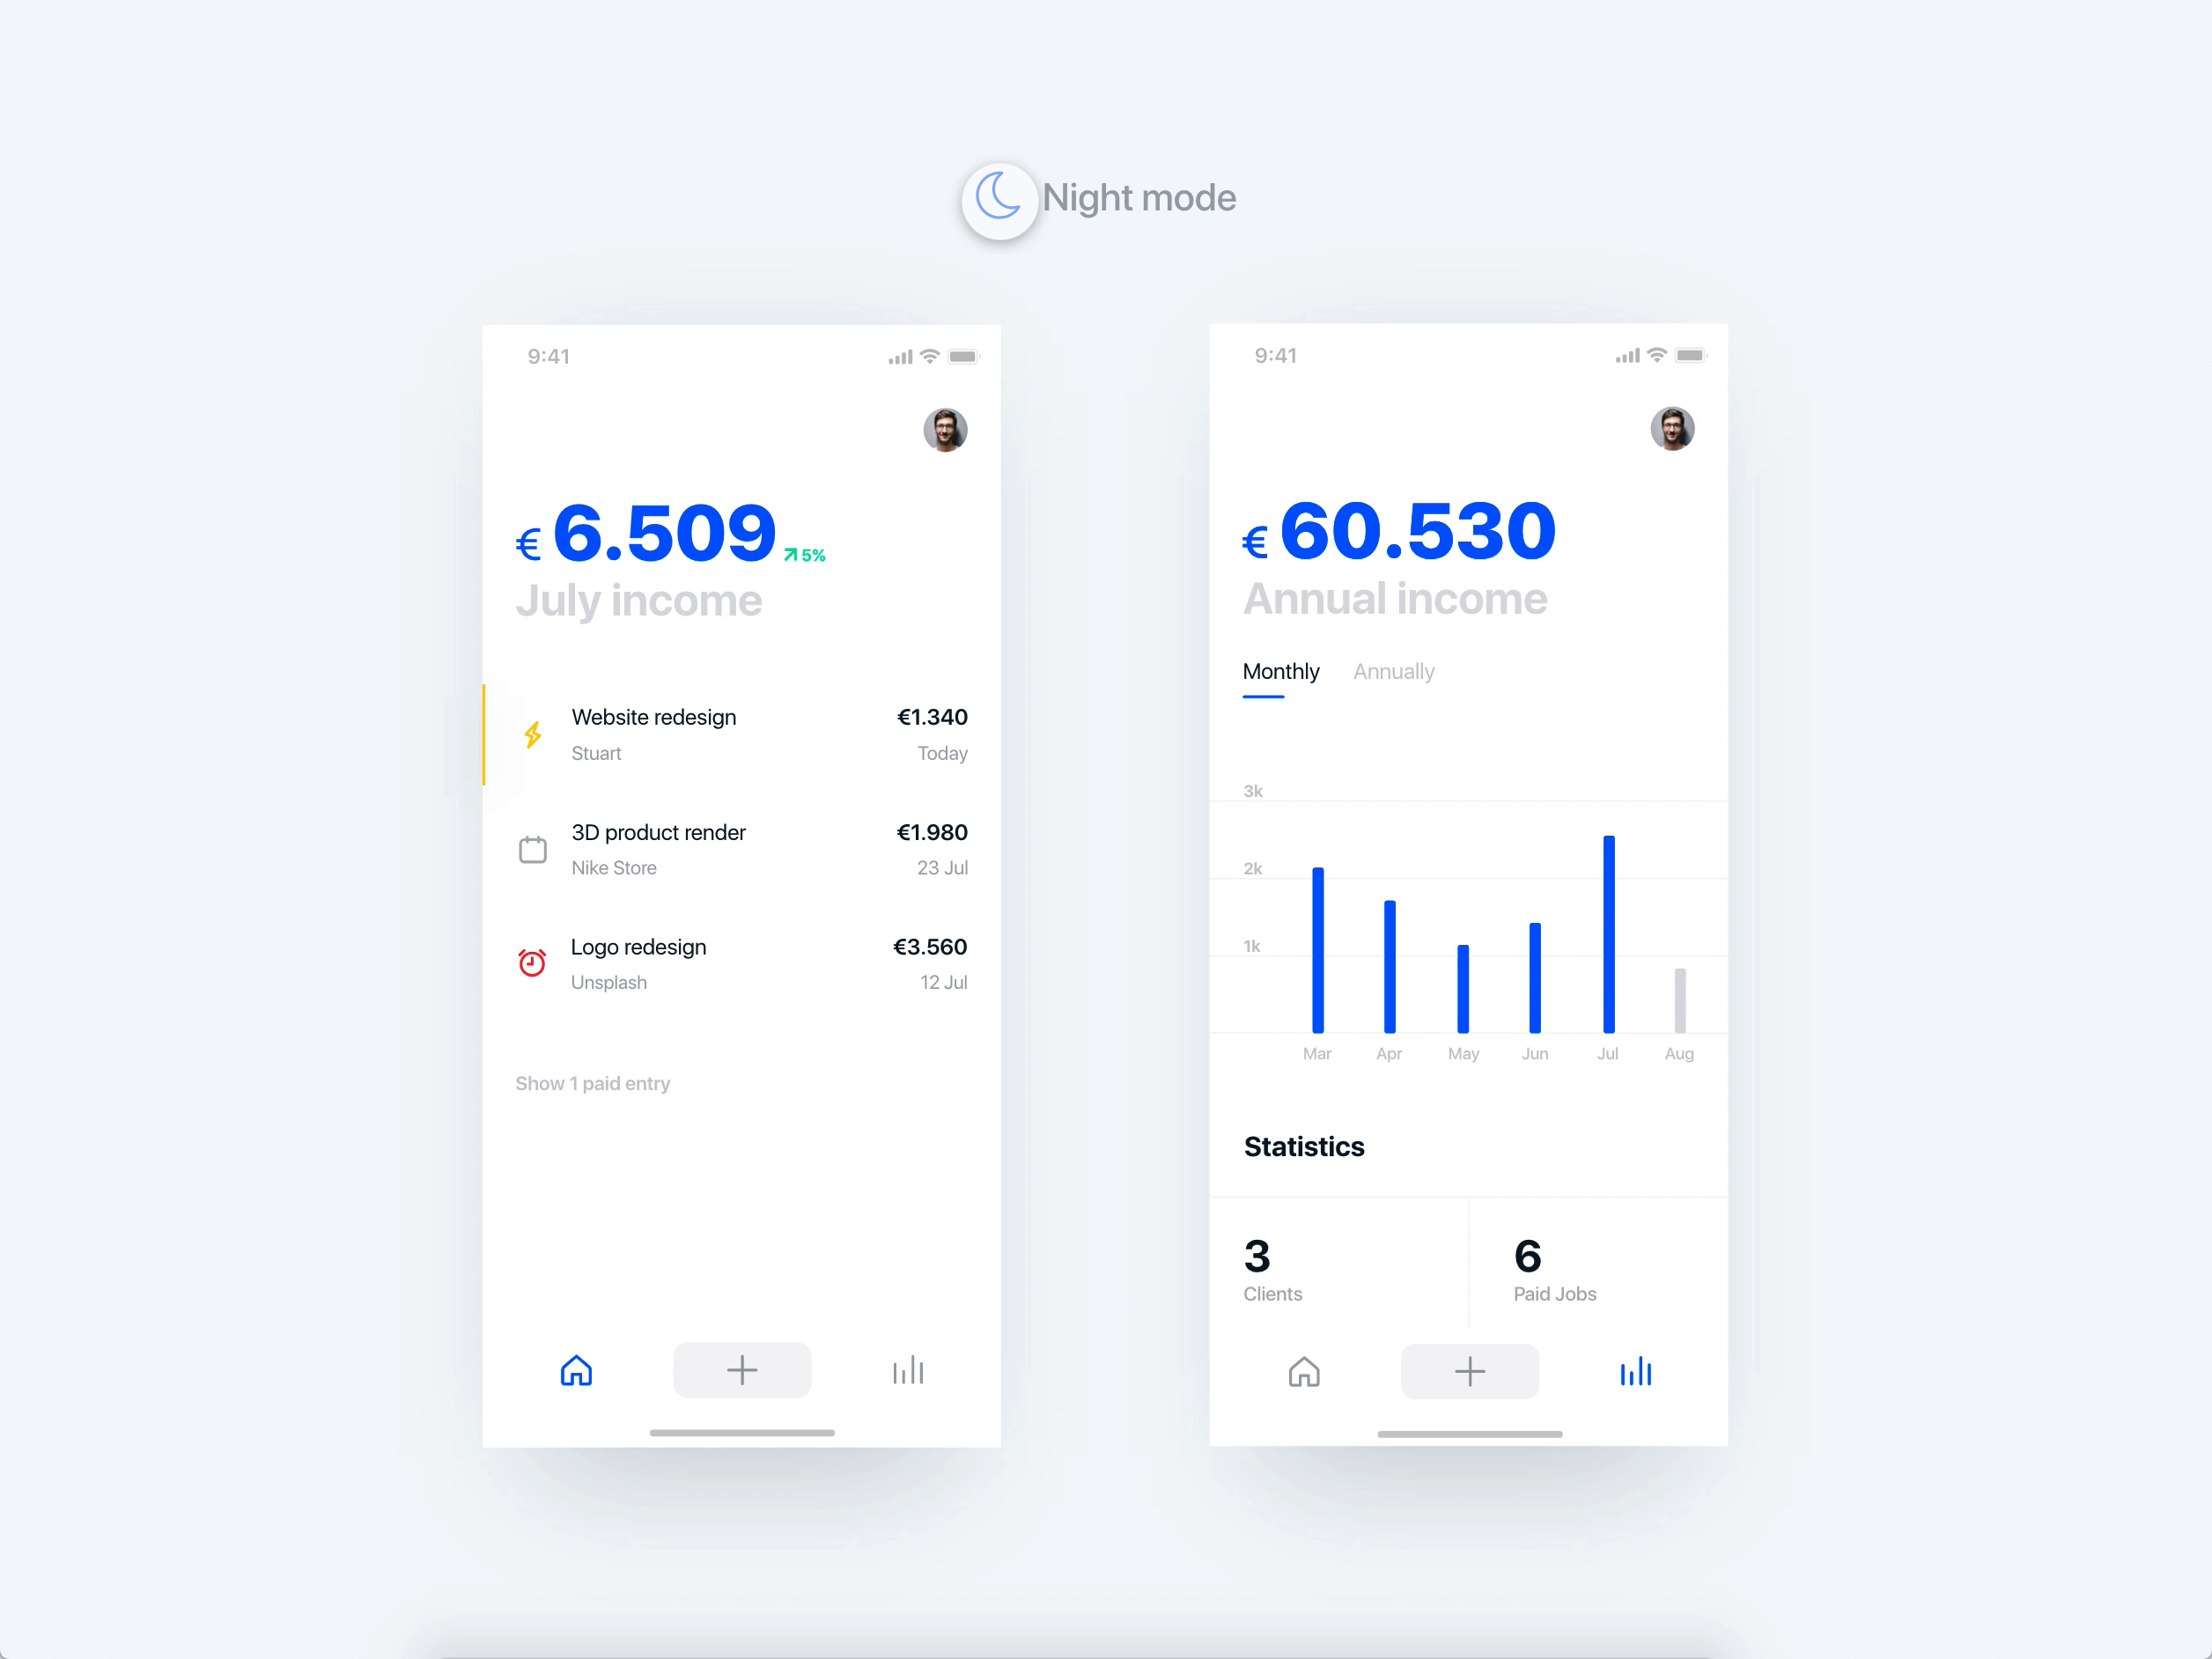 Night mode
9:41
€ 6.509 5%
July income
Website redesign €1.340
Stuart Today
3D product render €1.980
Nike Store 23 Jul
Logo redesign €3.560
Unsplash 12 Jul
Show 1 paid entry
9:41
€ 60.530
Annual income
Monthly Annually
3k
2k
1k
Mar Apr May Jun Jul Aug
Statistics
3 6
Clients Paid Jobs